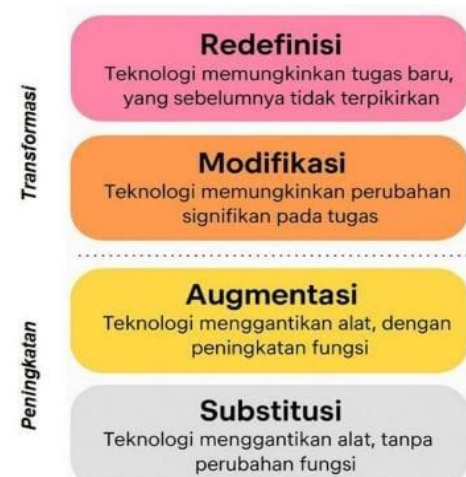 Transformasi
Redefinisi
Teknologi memungkinkan tugas baru,
yang sebelumnya tidak terpikirkan
Modifikasi
Teknologi memungkinkan perubahan
signifikan pada tugas
Peningkatan
Augmentasi
Teknologi menggantikan alat, dengan
peningkatan fungsi
Substitusi
Teknologi menggantikan alat, tanpa
perubahan fungsi